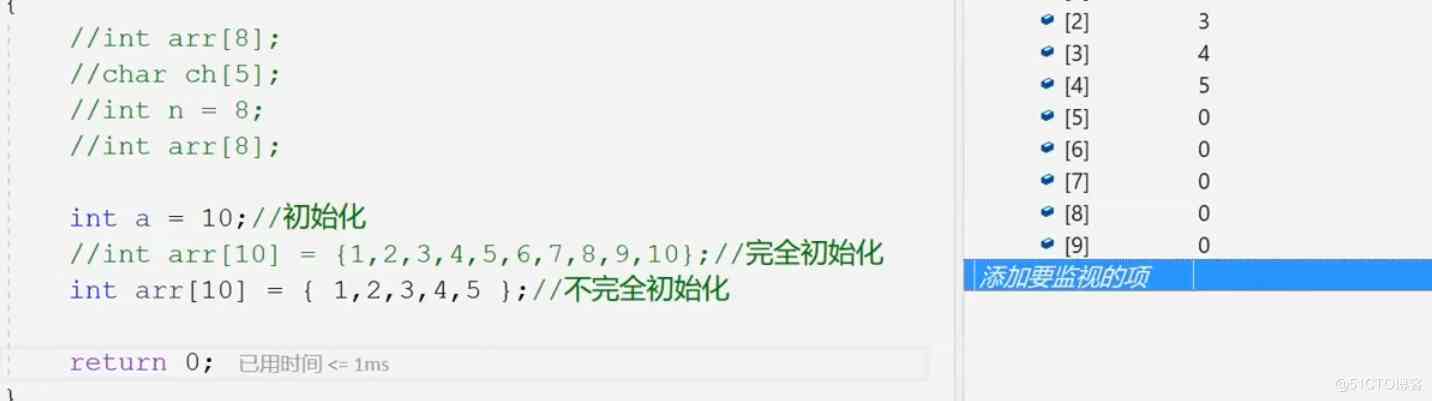 {
//int arr[8];
//char ch[5];
//int n = 8;
//int arr[8];
int a = 10;//初始化
//int arr[10] = {1,2,3,4,5,6,7,8,9,10};//完全初始化
int arr[10] = { 1,2,3,4,5 };//不完全初始化
return 0; 已用时间 <= 1ms
}
[2] 3
[3] 4
[4] 5
[5] 0
[6] 0
[7] 0
[8] 0
[9] 0
添加要监视的项
@51CTO博客